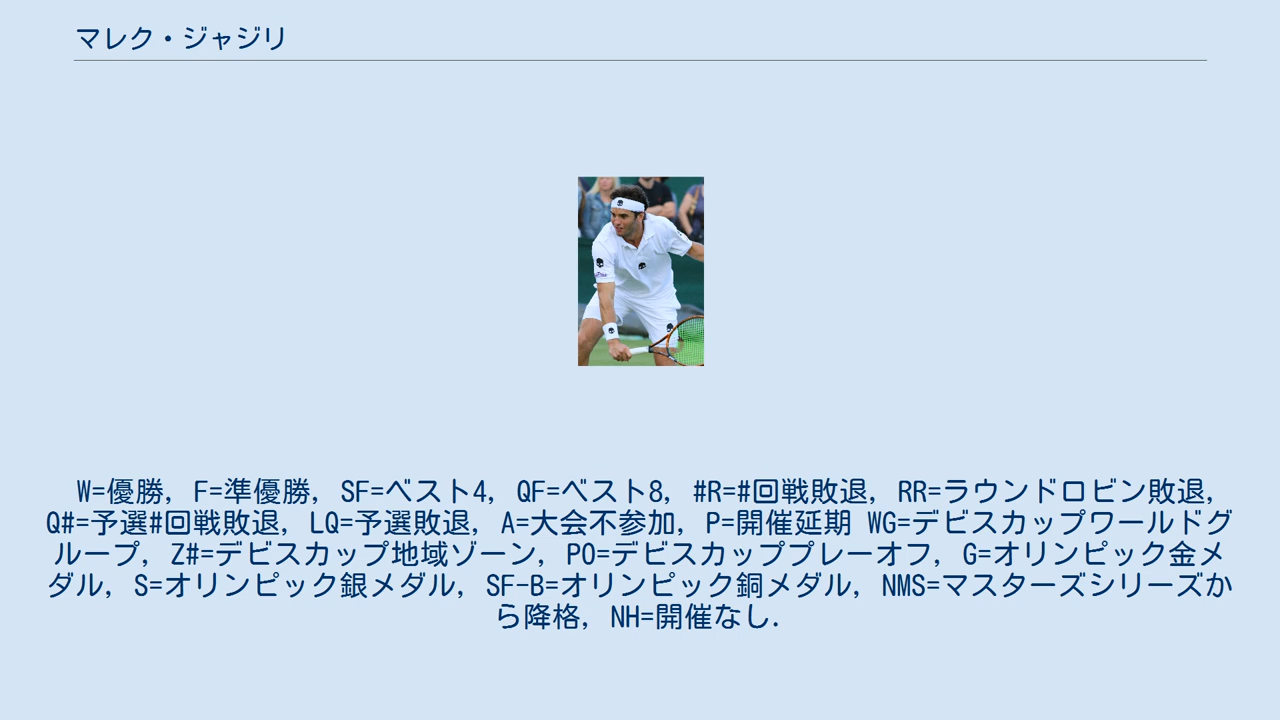 マレク・ジャジリ
W=優勝, F=準優勝, SF=ベスト4, QF=ベスト8, #R=#回戦敗退, RR=ラウンドロビン敗退,
Q#=予選#回戦敗退, LQ=予選敗退, A=大会不参加, P=開催延期 WG=デビスカップワールドグ
ループ, Z#=デビスカップ地域ゾーン, PO=デビスカッププレーオフ, G=オリンピック金メ
ダル, S=オリンピック銀メダル, SF-B=オリンピック銅メダル, NMS=マスターズシリーズか
ら降格, NH=開催なし.